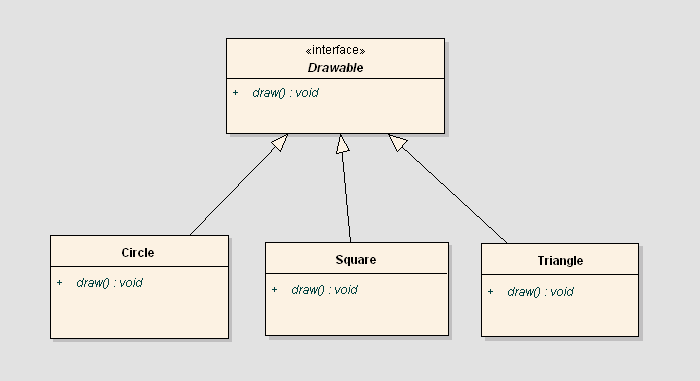 «interface»
Drawable
+ draw() : void
Circle
+ draw() : void
Square
+ draw() : void
Triangle
+ draw() : void